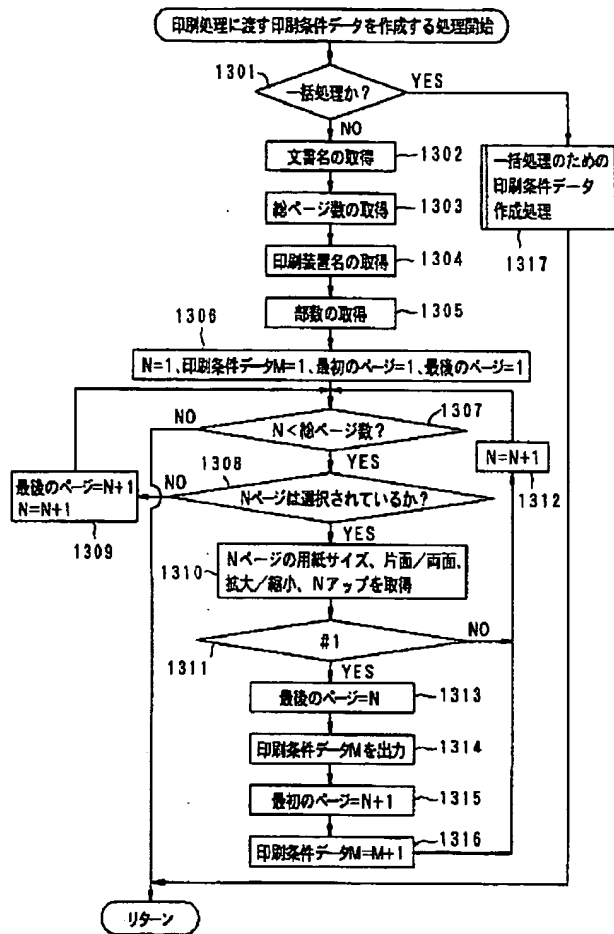 印刷処理に渡す印刷条件データを作成する処理開始
1301
一括処理か?
YES
NO
文書名の取得
1302
一括処理のための
印刷条件データ
作成処理
1317
総ページ数の取得
1303
印刷装置名の取得
1304
部数の取得
1305
1306
N=1、印刷条件データM=1、最初のページ=1、最後のページ=1
NO
N<総ページ数?
1307
YES
N=N+1
1312
1308
最後のページ=N+1
N=N+1
1309
NO
Nページは選択されているか?
YES
1310
Nページの用紙サイズ、片面/両面、
拡大/縮小、Nアップを取得
#1
NO
1311
YES
最後のページ=N
1313
印刷条件データMを出力
1314
最初のページ=N+1
1315
印刷条件データM=M+1
1316
リターン